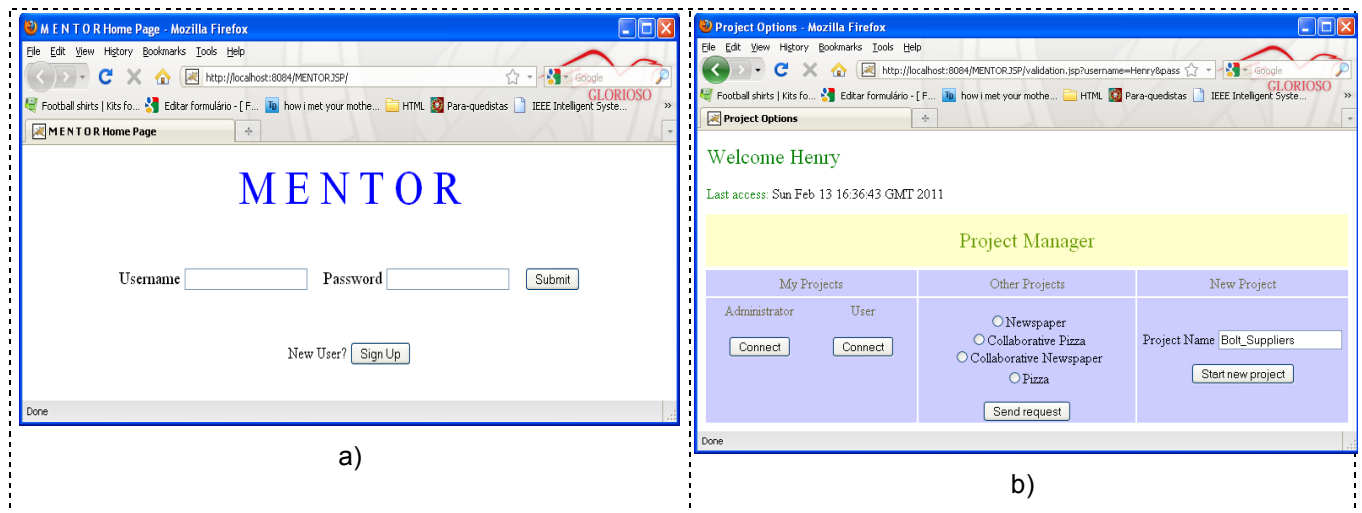 M E N T O R Home Page - Mozilla Firefox
File Edit View History Bookmarks Tools Help
http://localhost:8084/MENTORJSP/
Google
GLORIOSO
Football shirts | Kits fo... Editar formulário - [ F... how i met your mothe... HTML Para-quedistas IEEE Intelligent Syste... »
M E N T O R Home Page
M E N T O R
Username Password Submit
New User? Sign Up
Done
a)
Project Options - Mozilla Firefox
File Edit View History Bookmarks Tools Help
http://localhost:8084/MENTORJSP/validation.jsp?username=Henry&pass
Google
GLORIOSO
Football shirts | Kits fo... Editar formulário - [ F... how i met your mothe... HTML Para-quedistas IEEE Intelligent Syste... »
Project Options
Welcome Henry
Last access: Sun Feb 13 16:36:43 GMT 2011
Project Manager
My Projects Other Projects New Project
Administrator User
Connect Connect
Newspaper
Collaborative Pizza
Collaborative Newspaper
Pizza
Send request
Project Name Bolt_Suppliers
Start new project
Done
b)